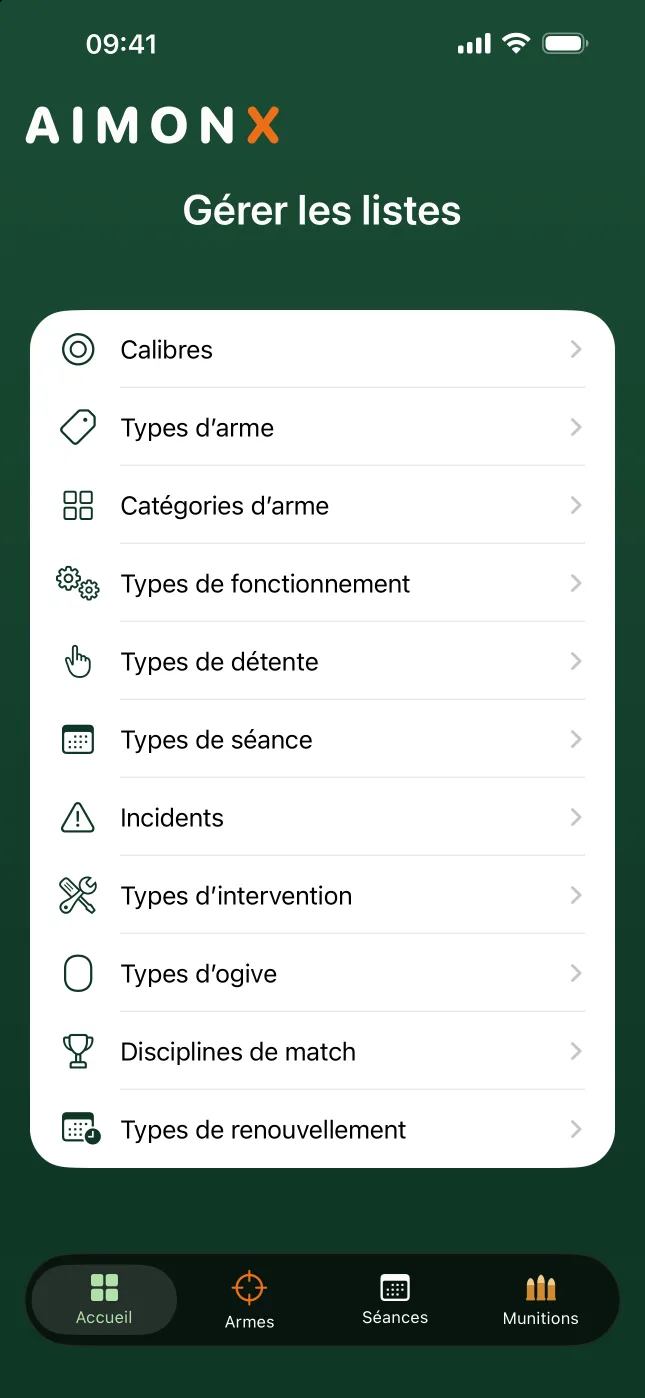 09:41
AIMONX
Gérer les listes
Calibres
Types d’arme
Catégories d’arme
Types de fonctionnement
Types de détente
Types de séance
Incidents
Types d’intervention
Types d’ogive
Disciplines de match
Types de renouvellement
Accueil
Armes
Séances
Munitions